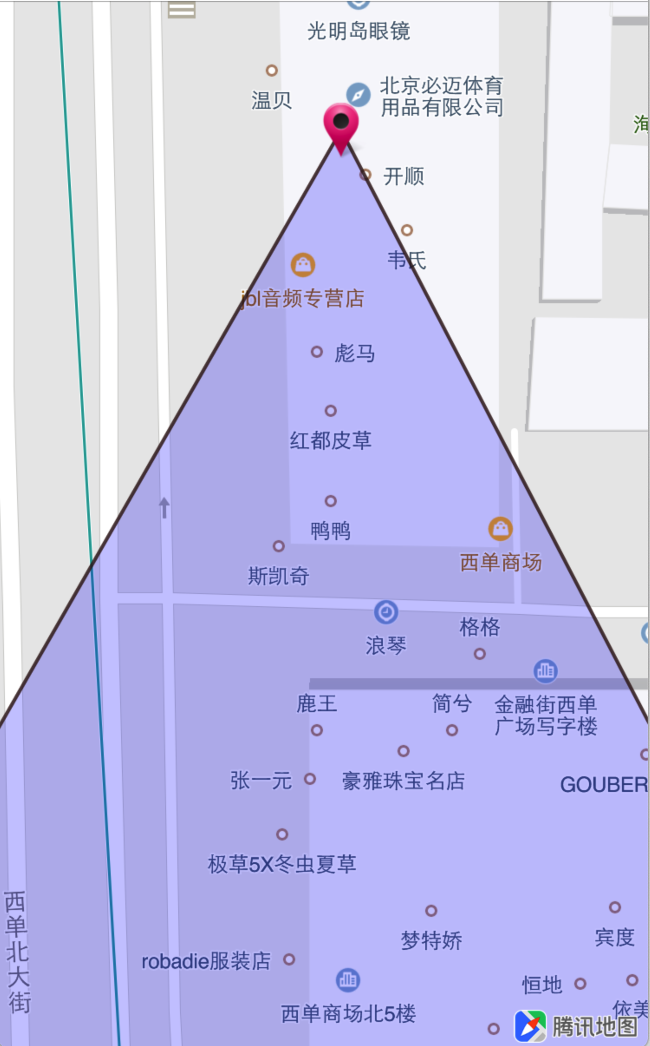 光明岛眼镜
北京必迈体育
用品有限公司
温贝
开顺
韦氏
jbl音频专营店
彪马
红都皮草
鸭鸭
西单商场
斯凯奇
格格
浪琴
鹿王
简兮
金融街西单
广场写字楼
张一元
豪雅珠宝名店
GOUBER
极草5X冬虫夏草
西单北大街
梦特娇
宾度
robadie服装店
恒地
西单商场北5楼
依美
腾讯地图